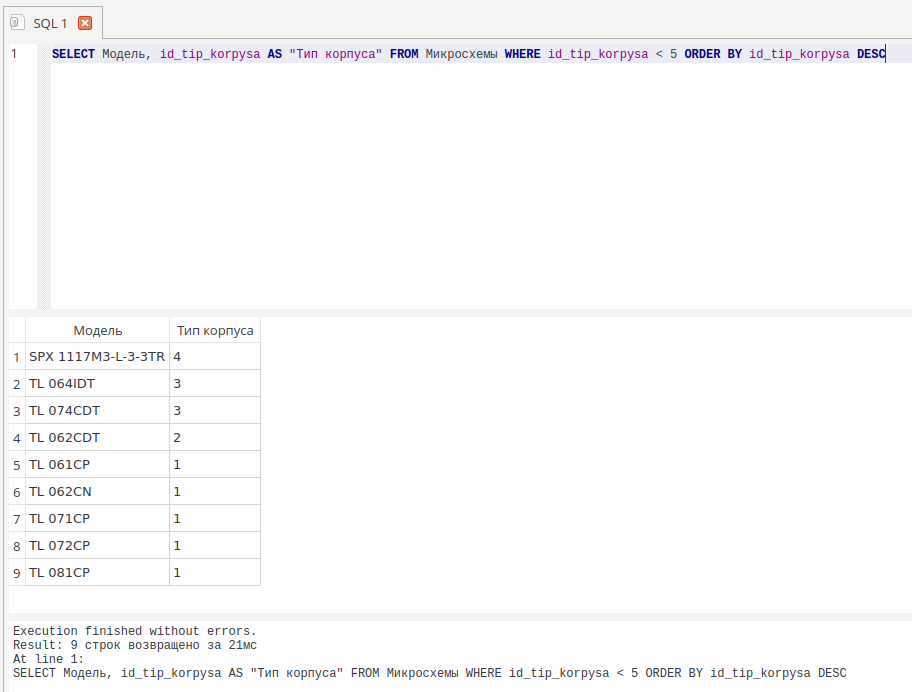 SQL 1
1 SELECT Модель, id_tip_korpysa AS "Тип корпуса" FROM Микросхемы WHERE id_tip_korpysa < 5 ORDER BY id_tip_korpysa DESC
Модель Тип корпуса
1 SPX 1117M3-L-3-3TR 4
2 TL 064IDT 3
3 TL 074CDT 3
4 TL 062CDT 2
5 TL 061CP 1
6 TL 062CN 1
7 TL 071CP 1
8 TL 072CP 1
9 TL 081CP 1
Execution finished without errors.
Result: 9 строк возвращено за 21мс
At line 1:
SELECT Модель, id_tip_korpysa AS "Тип корпуса" FROM Микросхемы WHERE id_tip_korpysa < 5 ORDER BY id_tip_korpysa DESC